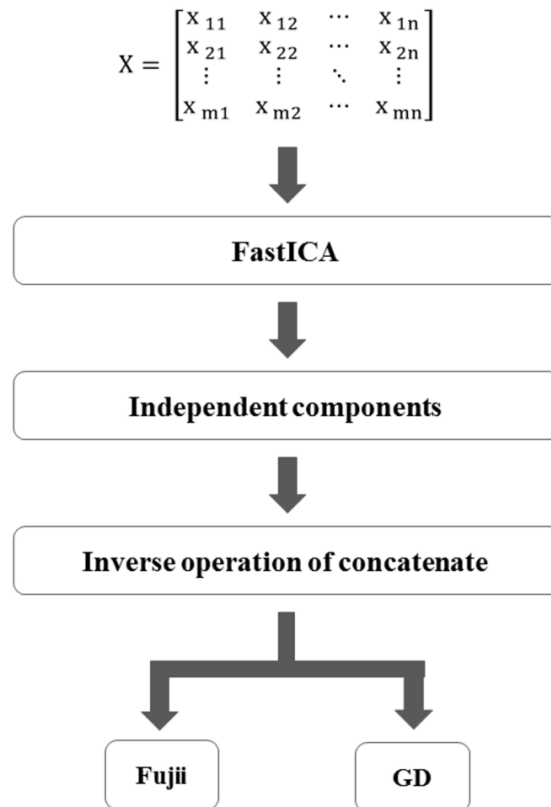 x 11 x 12 ⋯ x 1n
x 21 x 22 ⋯ x 2n
X = ⋮ ⋮ ⋱ ⋮
x m1 x m2 ⋯ x mn
FastICA
Independent components
Inverse operation of concatenate
Fujii GD